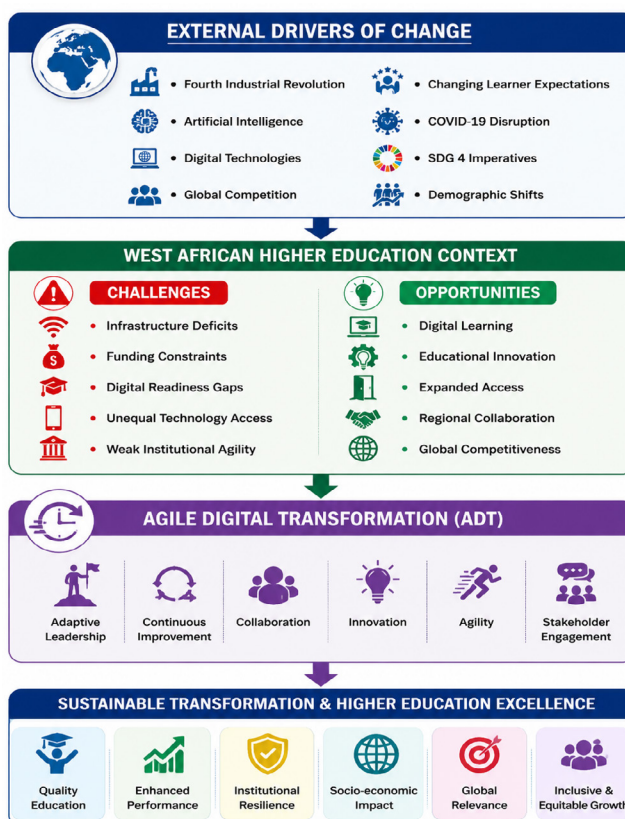 EXTERNAL DRIVERS OF CHANGE
• Fourth Industrial Revolution
• Artificial Intelligence
• Digital Technologies
• Global Competition
• Changing Learner Expectations
• COVID-19 Disruption
• SDG 4 Imperatives
• Demographic Shifts
WEST AFRICAN HIGHER EDUCATION CONTEXT
CHALLENGES
• Infrastructure Deficits
$
• Funding Constraints
• Digital Readiness Gaps
• Unequal Technology Access
• Weak Institutional Agility
OPPORTUNITIES
• Digital Learning
• Educational Innovation
• Expanded Access
• Regional Collaboration
• Global Competitiveness
AGILE DIGITAL TRANSFORMATION (ADT)
Adaptive
Leadership
Continuous
Improvement
Collaboration
Innovation
Agility
Stakeholder
Engagement
SUSTAINABLE TRANSFORMATION & HIGHER EDUCATION EXCELLENCE
Quality
Education
Enhanced
Performance
Institutional
Resilience
Socio-economic
Impact
Global
Relevance
Inclusive &
Equitable Growth